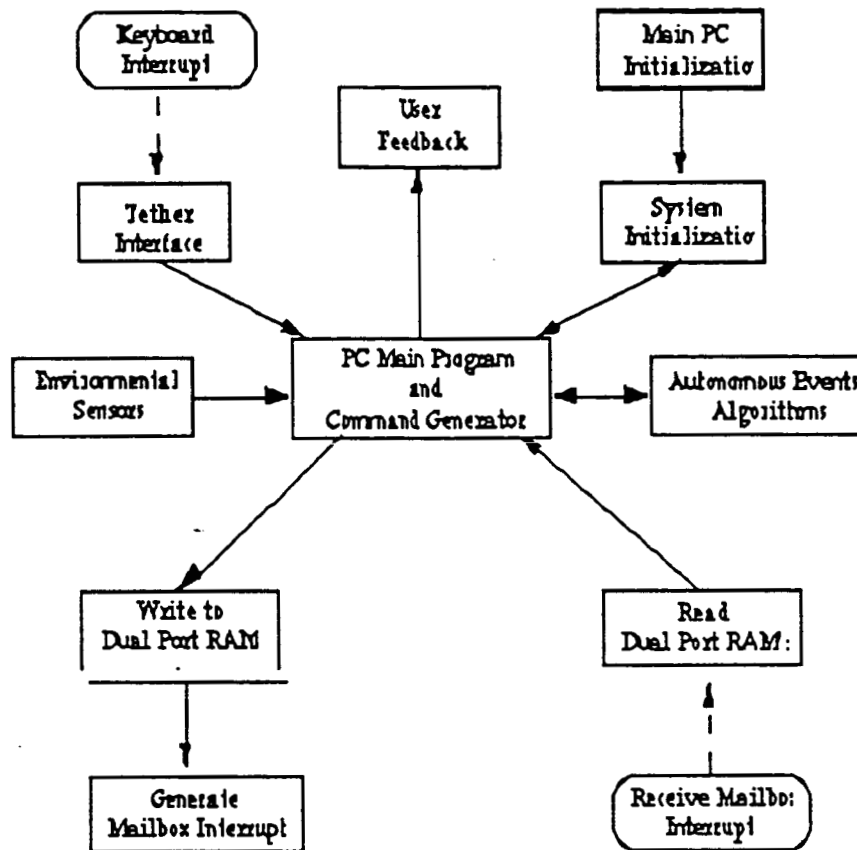 Keyboard
Interrupt
Main PC
Initializatio
User
Feedback
Tether
Interface
System
Initializatio
Environmental
Sensors
PC Main Program
and
Command Generator
Autonomous Events
Algorithms
Write to
Dual Port RAM
Read
Dual Port RAM:
Generate
Mailbox Interrupt
Receive Mailbo:
Interrupt